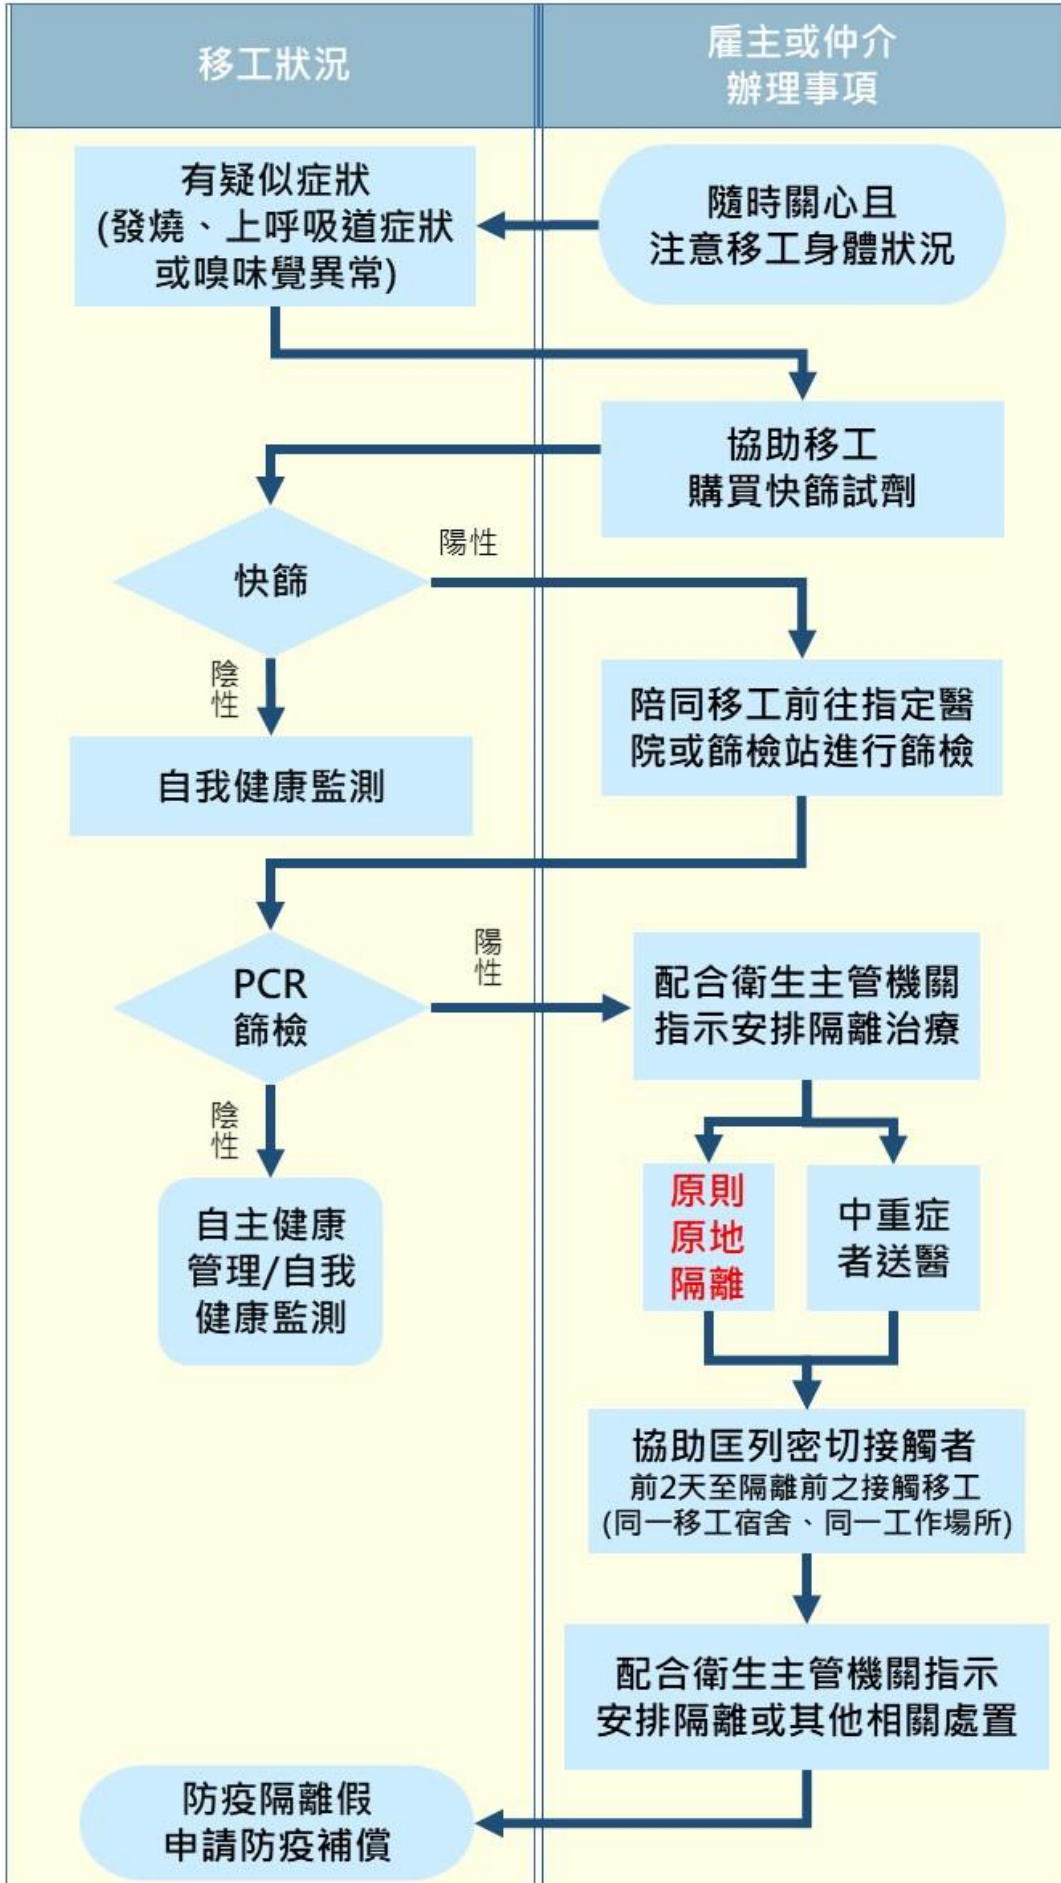 移工狀況
雇主或仲介
辦理事項
隨時關心且
注意移工身體狀況
有疑似症狀
(發燒、上呼吸道症狀
或嗅味覺異常)
協助移工
購買快篩試劑
快篩
陽性
陰性
自我健康監測
陪同移工前往指定醫
院或篩檢站進行篩檢
PCR
篩檢
陽性
陰性
自主健康
管理/自我
健康監測
配合衛生主管機關
指示安排隔離治療
原則
原地
隔離
中重症
者送醫
協助匡列密切接觸者
前2天至隔離前之接觸移工
(同一移工宿舍、同一工作場所)
配合衛生主管機關指示
安排隔離或其他相關處置
防疫隔離假
申請防疫補償